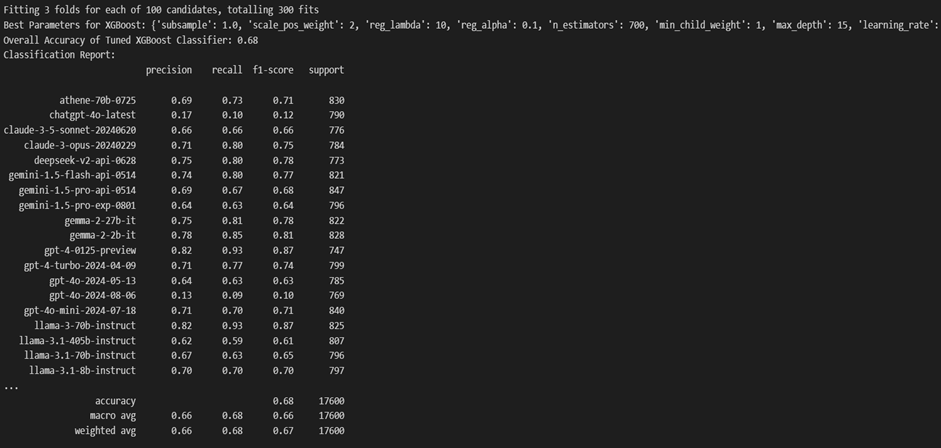 Fitting 3 folds for each of 100 candidates, totalling 300 fits
Best Parameters for XGBoost: {'subsample': 1.0, 'scale_pos_weight': 2, 'reg_lambda': 10, 'reg_alpha': 0.1, 'n_estimators': 700, 'min_child_weight': 1, 'max_depth': 15, 'learning_rate':
Overall Accuracy of Tuned XGBoost Classifier: 0.68
Classification Report:
precision recall f1-score support
athene-70b-0725 0.69 0.73 0.71 830
chatgpt-4o-latest 0.17 0.10 0.12 790
claude-3-5-sonnet-20240620 0.66 0.66 0.66 776
claude-3-opus-20240229 0.71 0.80 0.75 784
deepseek-v2-api-0628 0.75 0.80 0.78 773
gemini-1.5-flash-api-0514 0.74 0.80 0.77 821
gemini-1.5-pro-api-0514 0.69 0.67 0.68 847
gemini-1.5-pro-exp-0801 0.64 0.63 0.64 796
gemma-2-27b-it 0.75 0.81 0.78 822
gemma-2-2b-it 0.78 0.85 0.81 828
gpt-4-0125-preview 0.82 0.93 0.87 747
gpt-4-turbo-2024-04-09 0.71 0.77 0.74 799
gpt-4o-2024-05-13 0.64 0.63 0.63 785
gpt-4o-2024-08-06 0.13 0.09 0.10 769
gpt-4o-mini-2024-07-18 0.71 0.70 0.71 840
llama-3-70b-instruct 0.82 0.93 0.87 825
llama-3.1-405b-instruct 0.62 0.59 0.61 807
llama-3.1-70b-instruct 0.67 0.63 0.65 796
llama-3.1-8b-instruct 0.70 0.70 0.70 797
...
accuracy 0.68 17600
macro avg 0.66 0.68 0.66 17600
weighted avg 0.66 0.68 0.67 17600